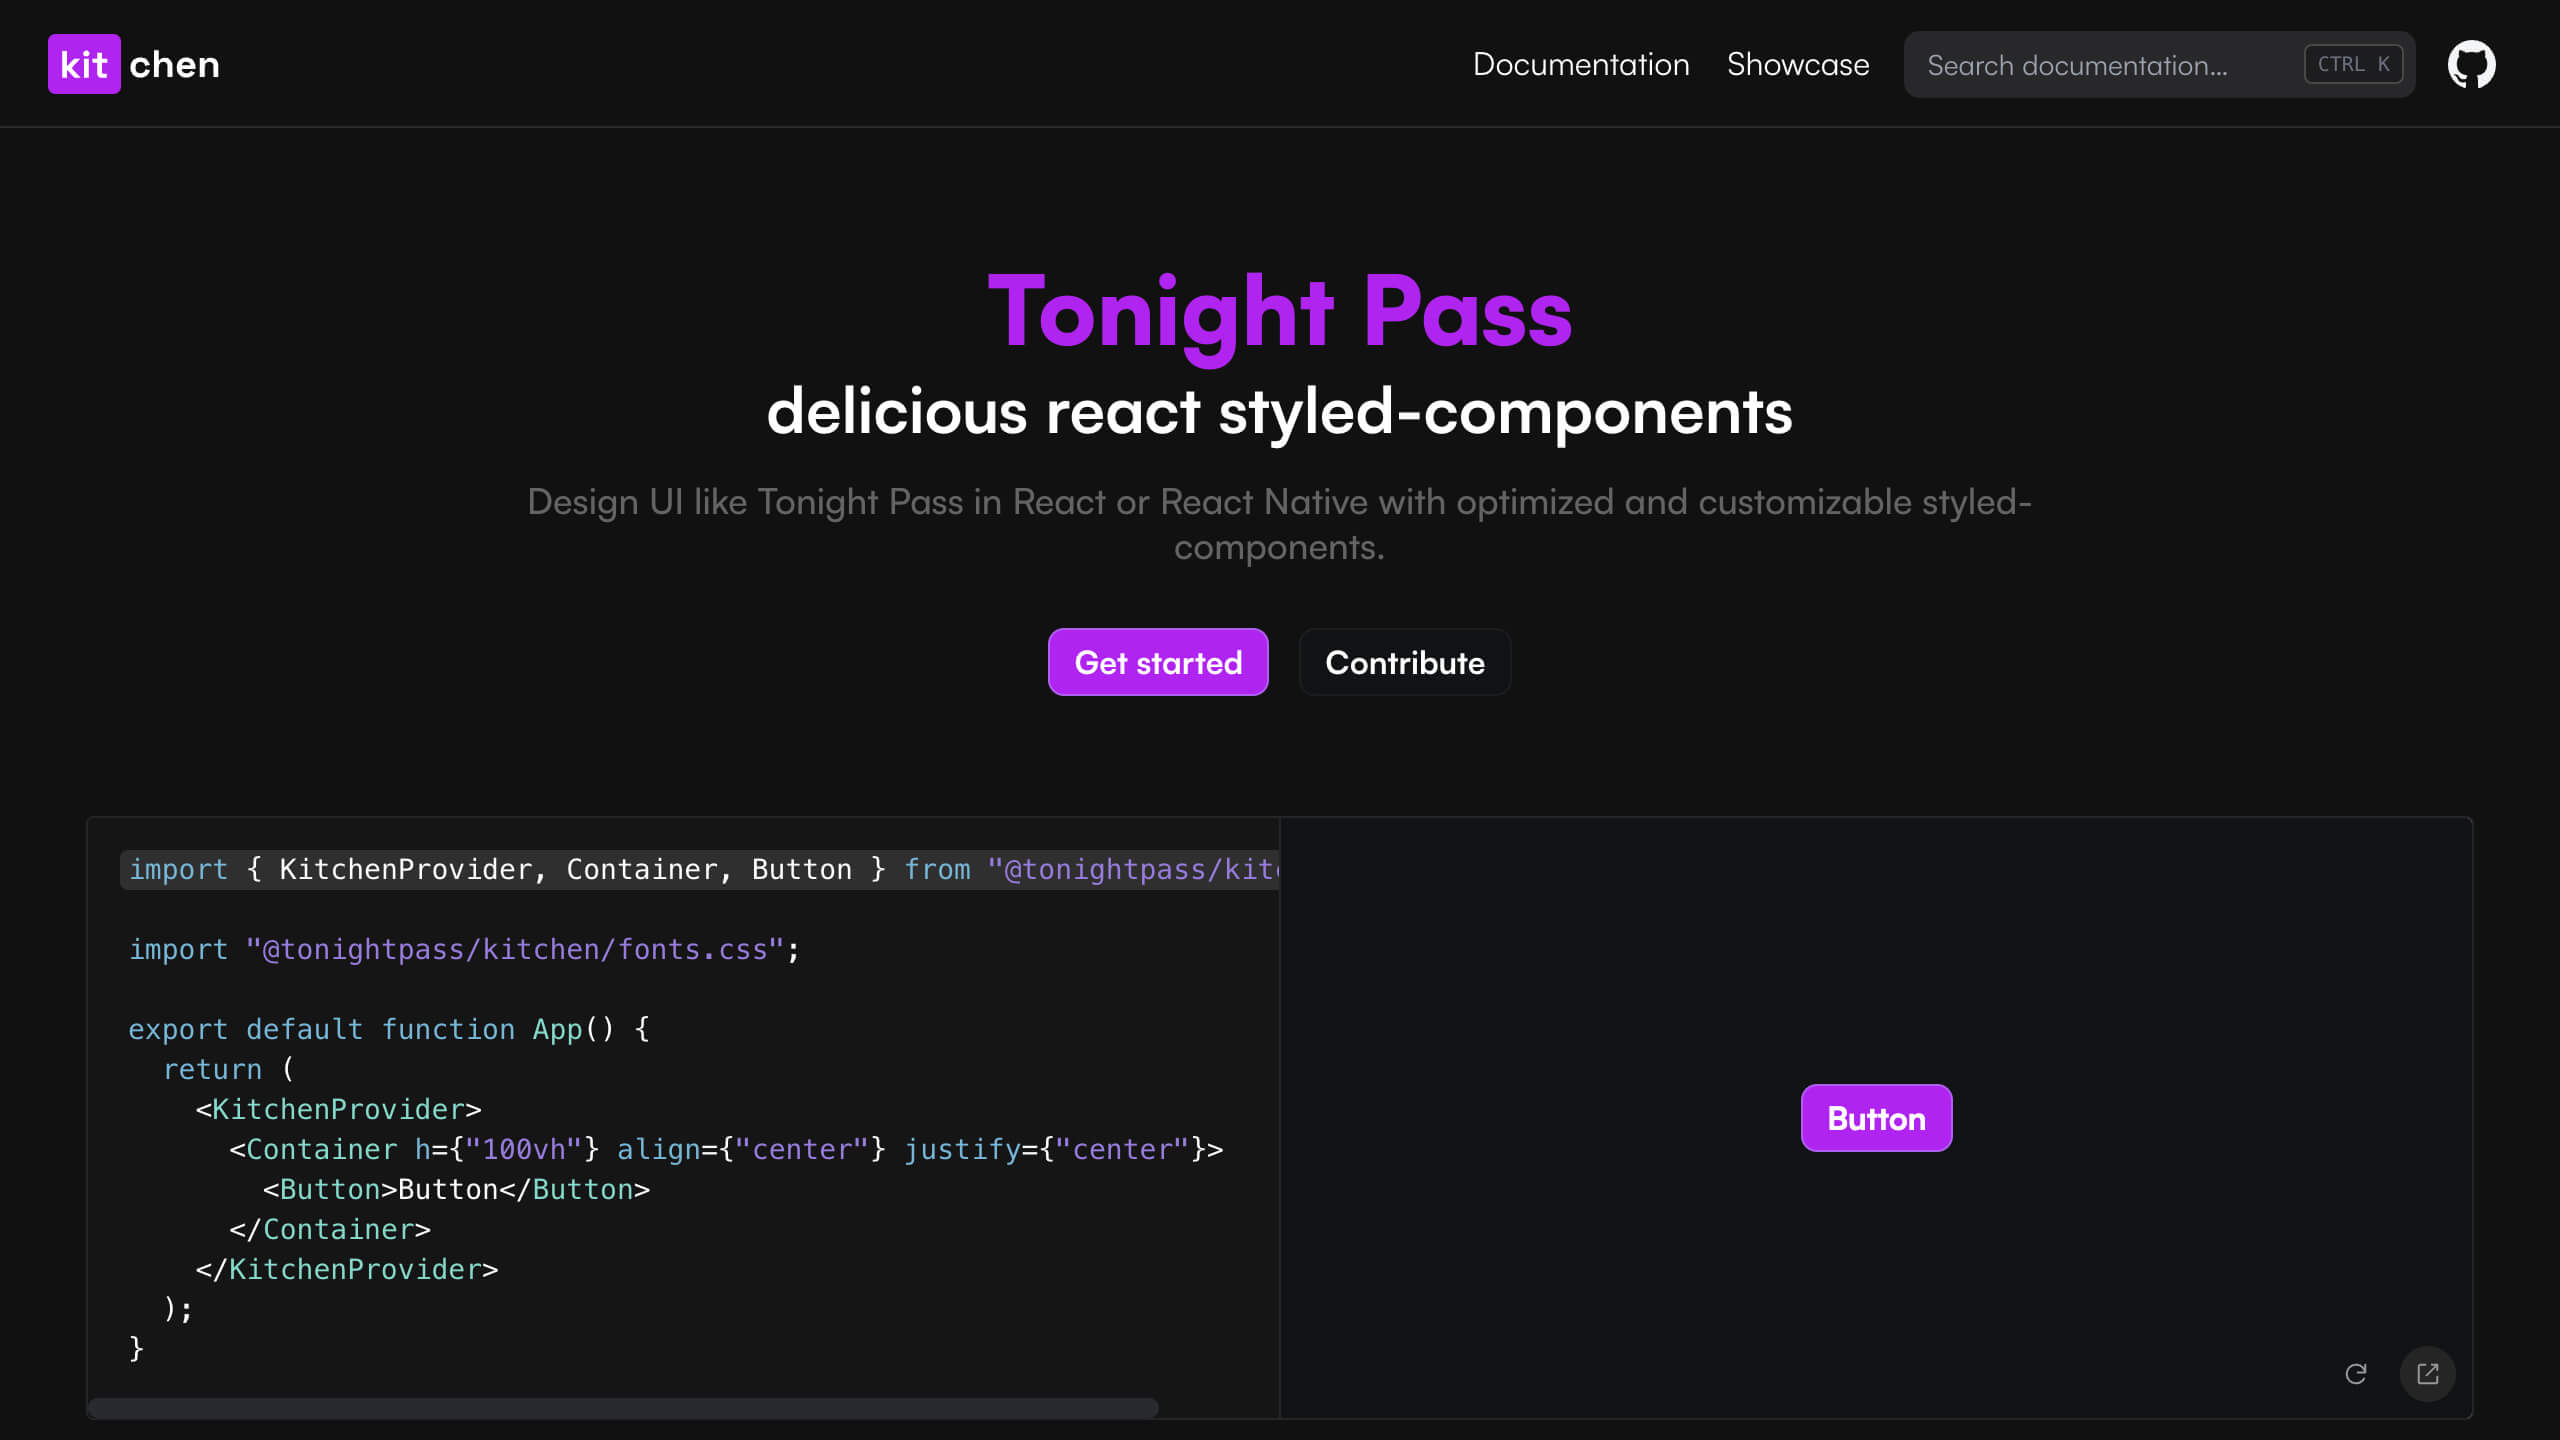 kit chen
Documentation
Showcase
Search documentation...
CTRL K
Tonight Pass
delicious react styled-components
Design UI like Tonight Pass in React or React Native with optimized and customizable styled-
components.
Get started
Contribute
import { KitchenProvider, Container, Button } from "@tonightpass/kit
import "@tonightpass/kitchen/fonts.css";
export default function App() {
  return (
    <KitchenProvider>
      <Container h={"100vh"} align={"center"} justify={"center"}>
        <Button>Button</Button>
      </Container>
    </KitchenProvider>
  );
}
Button